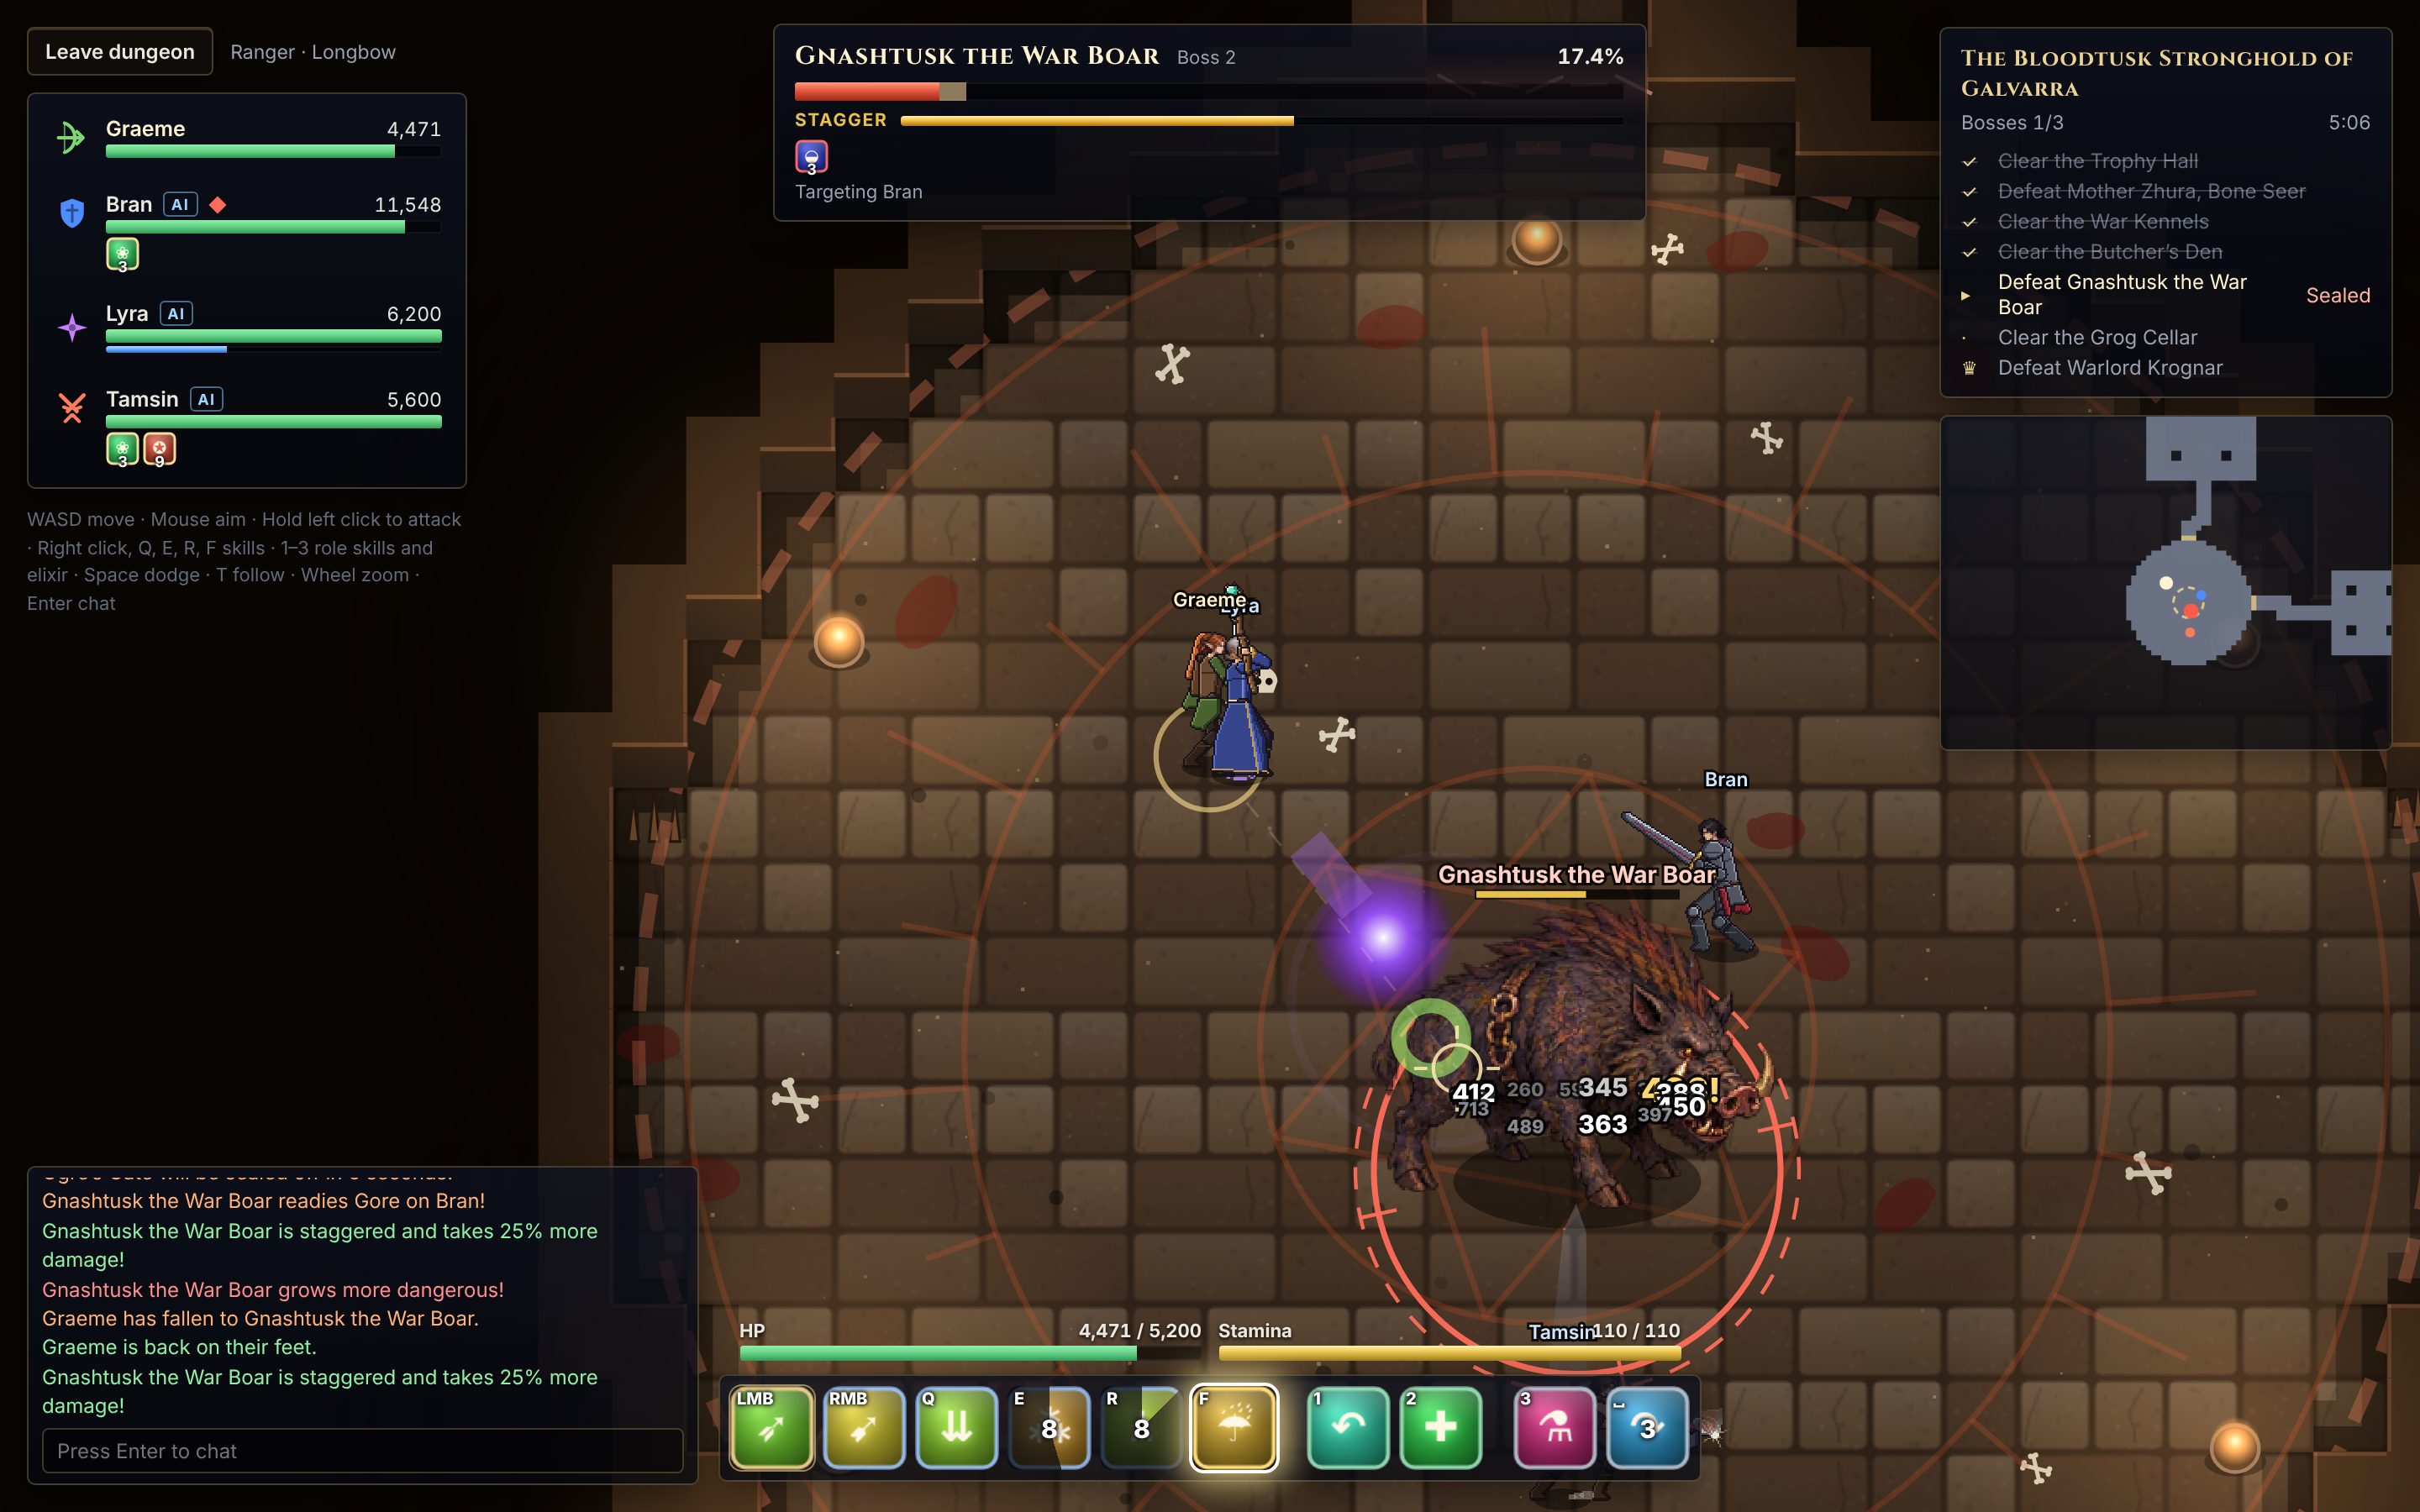 Leave dungeon Ranger · Longbow
Graeme 4,471
Bran AI 11,548
3
Lyra AI 6,200
Tamsin AI 5,600
3 9
WASD move · Mouse aim · Hold left click to attack
· Right click, Q, E, R, F skills · 1–3 role skills and
elixir · Space dodge · T follow · Wheel zoom ·
Enter chat
GNASHTUSK THE WAR BOAR Boss 2 17.4%
STAGGER
3
Targeting Bran
THE BLOODTUSK STRONGHOLD OF
GALVARRA
Bosses 1/3 5:06
Clear the Trophy Hall
Defeat Mother Zhura, Bone Seer
Clear the War Kennels
Clear the Butcher's Den
Defeat Gnashtusk the War
Boar Sealed
Clear the Grog Cellar
Defeat Warlord Krognar
Graeme
Bran
Gnashtusk the War Boar
412 260 345 388
713 450
489 363 397
Tamsin
Gnashtusk the War Boar readies Gore on Bran!
Gnashtusk the War Boar is staggered and takes 25% more
damage!
Gnashtusk the War Boar grows more dangerous!
Graeme has fallen to Gnashtusk the War Boar.
Graeme is back on their feet.
Gnashtusk the War Boar is staggered and takes 25% more
damage!
Press Enter to chat
HP 4,471 / 5,200 Stamina 110 / 110
LMB RMB Q E 8 R 8 F 1 2 3 3